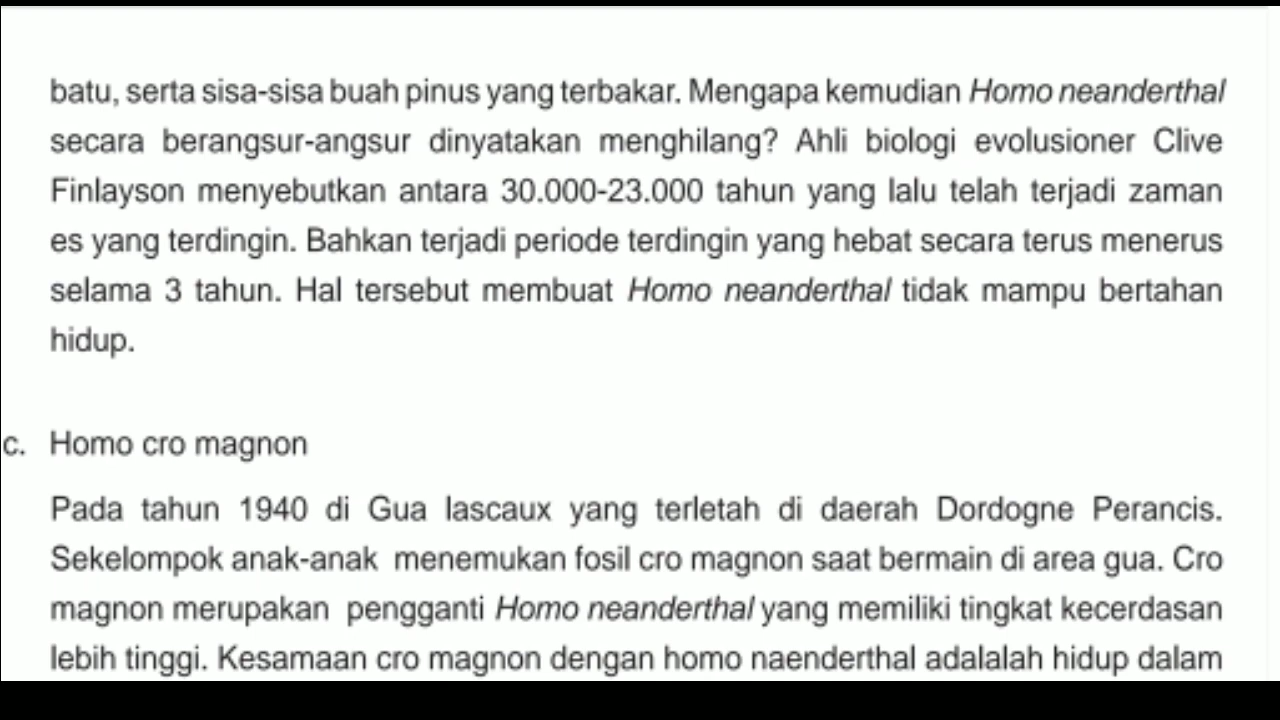 batu, serta sisa-sisa buah pinus yang terbakar. Mengapa kemudian Homo neanderthal
secara berangsur-angsur dinyatakan menghilang? Ahli biologi evolusioner Clive
Finlayson menyebutkan antara 30.000-23.000 tahun yang lalu telah terjadi zaman
es yang terdingin. Bahkan terjadi periode terdingin yang hebat secara terus menerus
selama 3 tahun. Hal tersebut membuat Homo neanderthal tidak mampu bertahan
hidup.
c. Homo cro magnon
Pada tahun 1940 di Gua lascaux yang terletah di daerah Dordogne Perancis.
Sekelompok anak-anak menemukan fosil cro magnon saat bermain di area gua. Cro
magnon merupakan pengganti Homo neanderthal yang memiliki tingkat kecerdasan
lebih tinggi. Kesamaan cro magnon dengan homo naenderthal adalalah hidup dalam